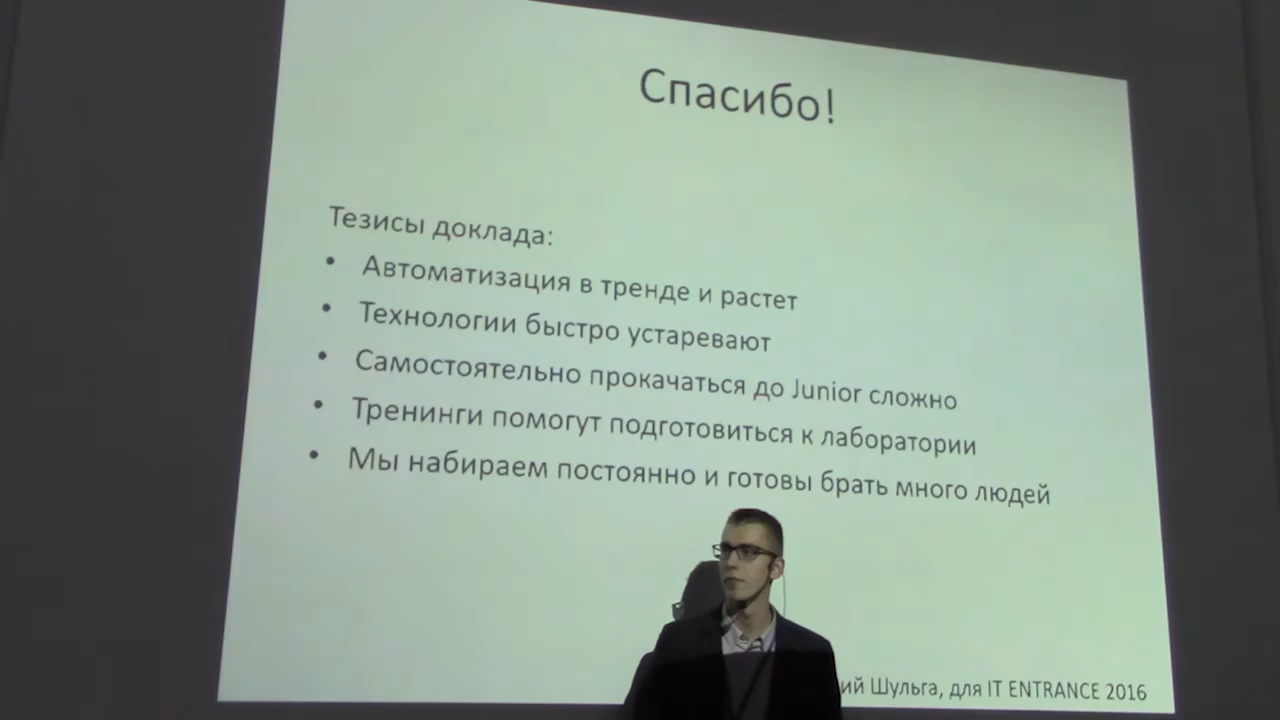 Спасибо!
Тезисы доклада:
• Автоматизация в тренде и растет
• Технологии быстро устаревают
• Самостоятельно прокачаться до Junior сложно
• Тренинги помогут подготовиться к лаборатории
• Мы набираем постоянно и готовы брать много людей
Шульга, для IT ENTRANCE 2016